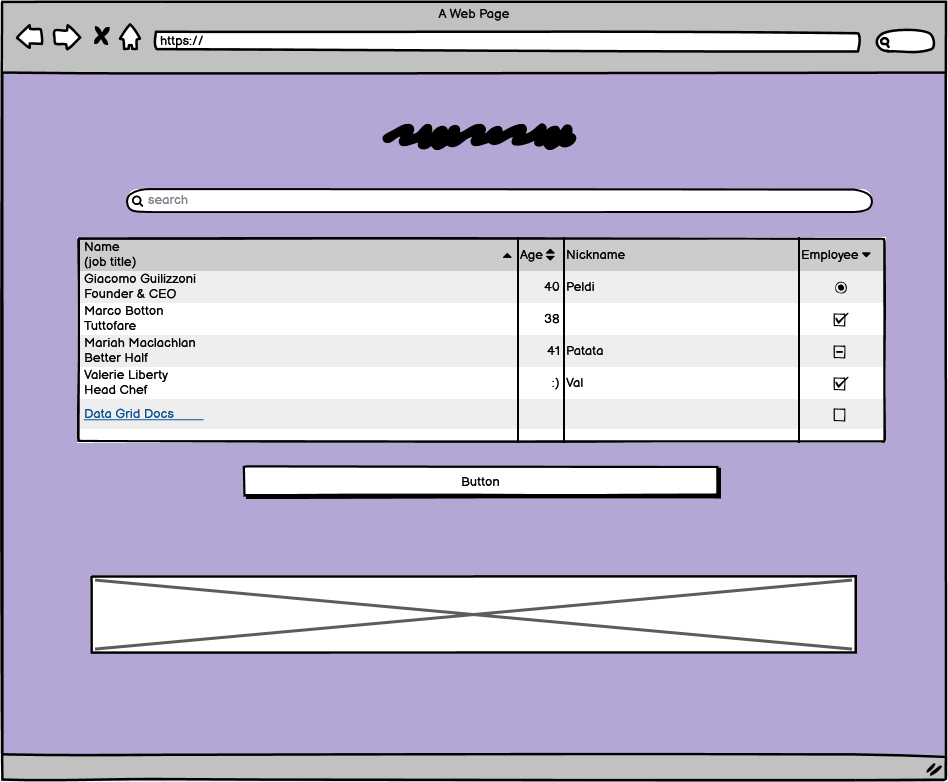 A Web Page
https://
search
Name
(job title)
Age
Nickname
Employee
Giacomo Guilizzoni
Founder & CEO
40
Peldi
Marco Botton
Tuttofare
38
Mariah Maclachlan
Better Half
41
Patata
Valerie Liberty
Head Chef
:)
Val
Data Grid Docs
Button